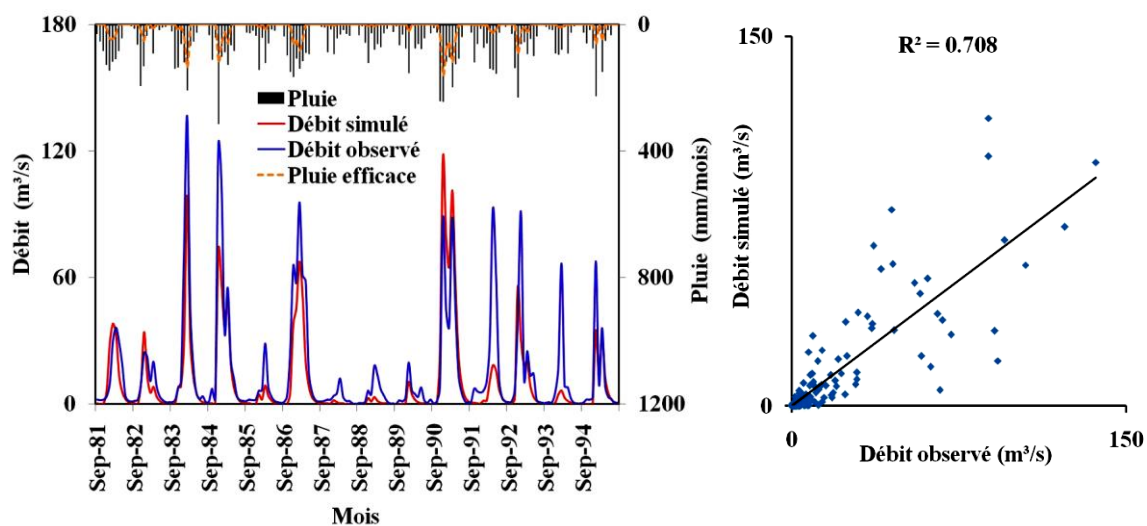 180
120
60
0
Débit (m³/s)
Pluie
Débit simulé
Débit observé
Pluie efficace
0
400
800
1200
Pluie (mm/mois)
Sep-81
Sep-82
Sep-83
Sep-84
Sep-85
Sep-86
Sep-87
Sep-88
Sep-89
Sep-90
Sep-91
Sep-92
Sep-93
Sep-94
Mois
150
R² = 0.708
Débit simulé (m³/s)
0
0
150
Débit observé (m³/s)